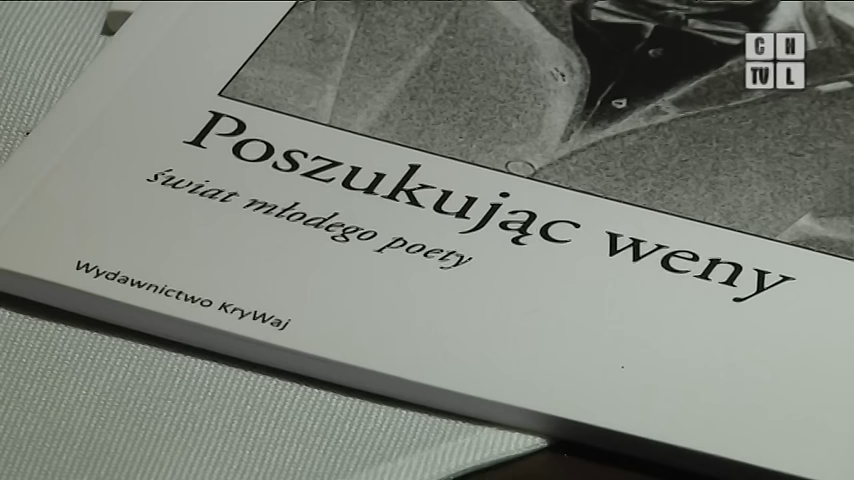 CH
TVL
Poszukując weny
świat młodego poety
Wydawnictwo KryWaj